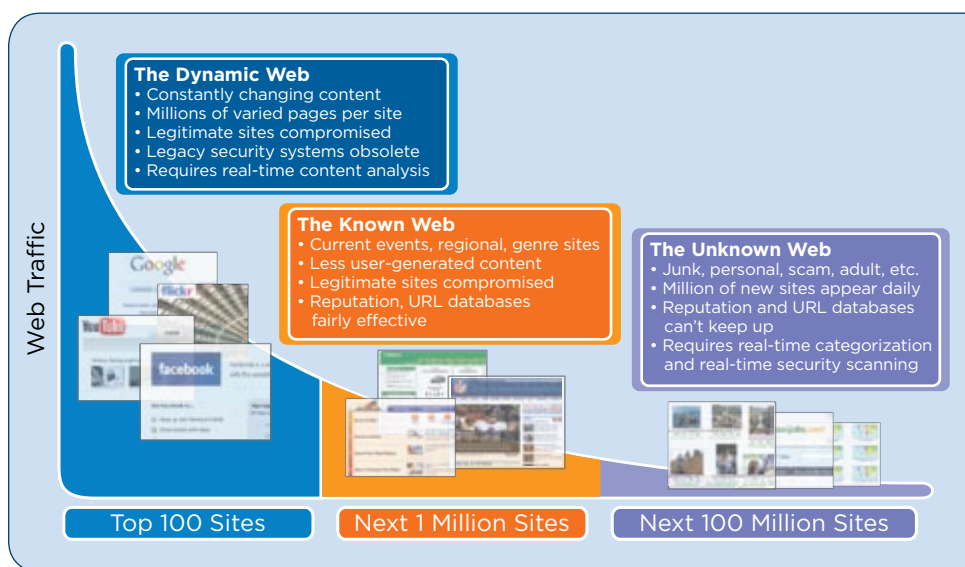 The Dynamic Web
• Constantly changing content
• Millions of varied pages per site
• Legitimate sites compromised
• Legacy security systems obsolete
• Requires real-time content analysis
The Known Web
• Current events, regional, genre sites
• Less user-generated content
• Legitimate sites compromised
• Reputation, URL databases
fairly effective
The Unknown Web
• Junk, personal, scam, adult, etc.
• Million of new sites appear daily
• Reputation and URL databases
can't keep up
• Requires real-time categorization
and real-time security scanning
Web Traffic
Google
flickr
YouTube
facebook
Top 100 Sites
Next 1 Million Sites
Next 100 Million Sites